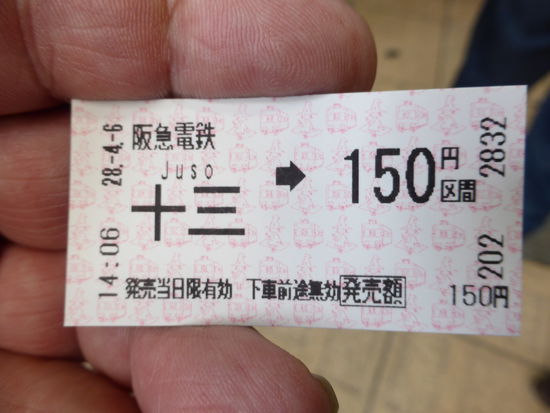 28.-4.-6
14:06
阪急電鉄
Juso
十三 ➡ 150円区間
発売当日限有効 下車前途無効 発売額
150円
202 2832